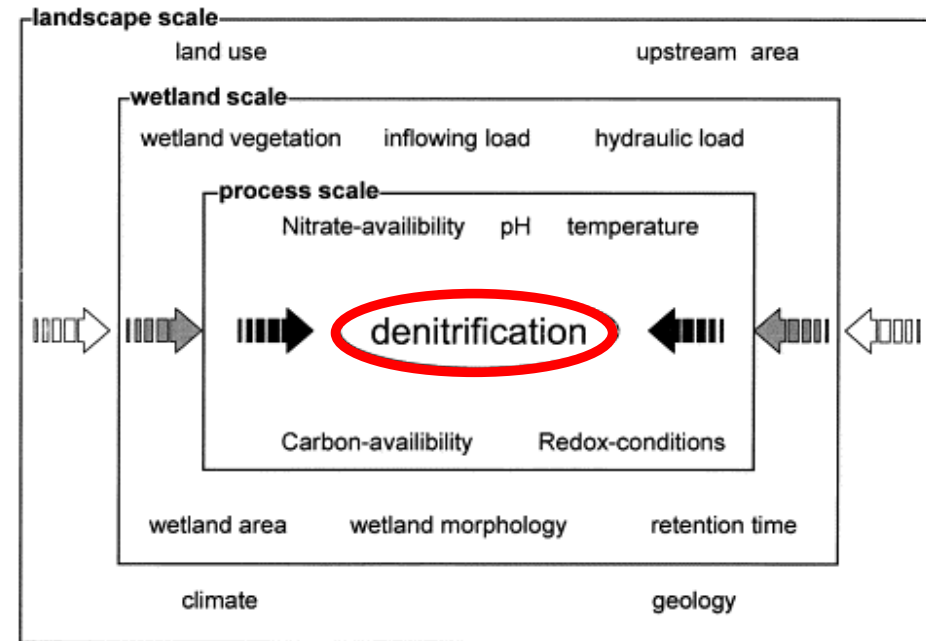 landscape scale
land use upstream area
wetland scale
wetland vegetation inflowing load hydraulic load
process scale
Nitrate-availibility pH temperature
denitrification
Carbon-availibility Redox-conditions
wetland area wetland morphology retention time
climate geology